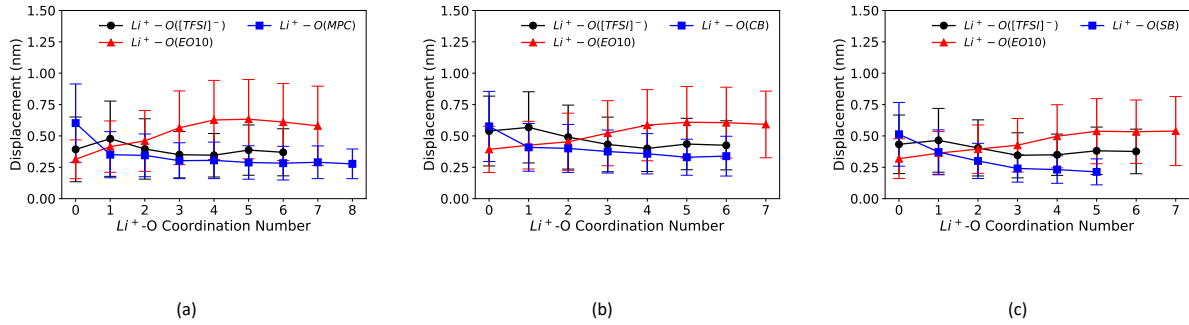 1.50
1.25
1.00
0.75
0.50
0.25
0.00
Displacement (nm)
Li⁺ − O([TFSI]⁻)
Li⁺ − O(EO10)
Li⁺ − O(MPC)
0 1 2 3 4 5 6 7 8
Li⁺-O Coordination Number
(a)
1.50
1.25
1.00
0.75
0.50
0.25
0.00
Displacement (nm)
Li⁺ − O([TFSI]⁻)
Li⁺ − O(EO10)
Li⁺ − O(CB)
0 1 2 3 4 5 6 7
Li⁺-O Coordination Number
(b)
1.50
1.25
1.00
0.75
0.50
0.25
0.00
Displacement (nm)
Li⁺ − O([TFSI]⁻)
Li⁺ − O(EO10)
Li⁺ − O(SB)
0 1 2 3 4 5 6 7
Li⁺-O Coordination Number
(c)